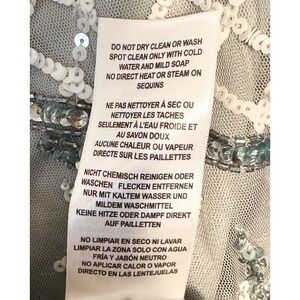 DO NOT DRY CLEAN OR WASH
SPOT CLEAN ONLY WITH COLD
WATER AND MILD SOAP
NO DIRECT HEAT OR STEAM ON
SEQUINS
NE PAS NETTOYER À SEC OU
NETTOYER LES TACHES
SEULEMENT À L'EAU FROIDE ET
AU SAVON DOUX
AUCUNE CHALEUR OU VAPEUR
DIRECTE SUR LES PAILLETTES
NICHT CHEMISCH REINIGEN ODER
WASCHEN FLECKEN ENTFERNEN
NUR MIT KALTEM WASSER UND
MILDEM WASCHMITTEL
KEINE HITZE ODER DAMPF DIREKT
AUF PAILLETTEN
NO LIMPIAR EN SECO NI LAVAR
LIMPIAR LA ZONA SOLO CON AGUA
FRÍA Y JABÓN NEUTRO
NO APLICAR CALOR O VAPOR
DIRECTO EN LAS LENTEJUELAS